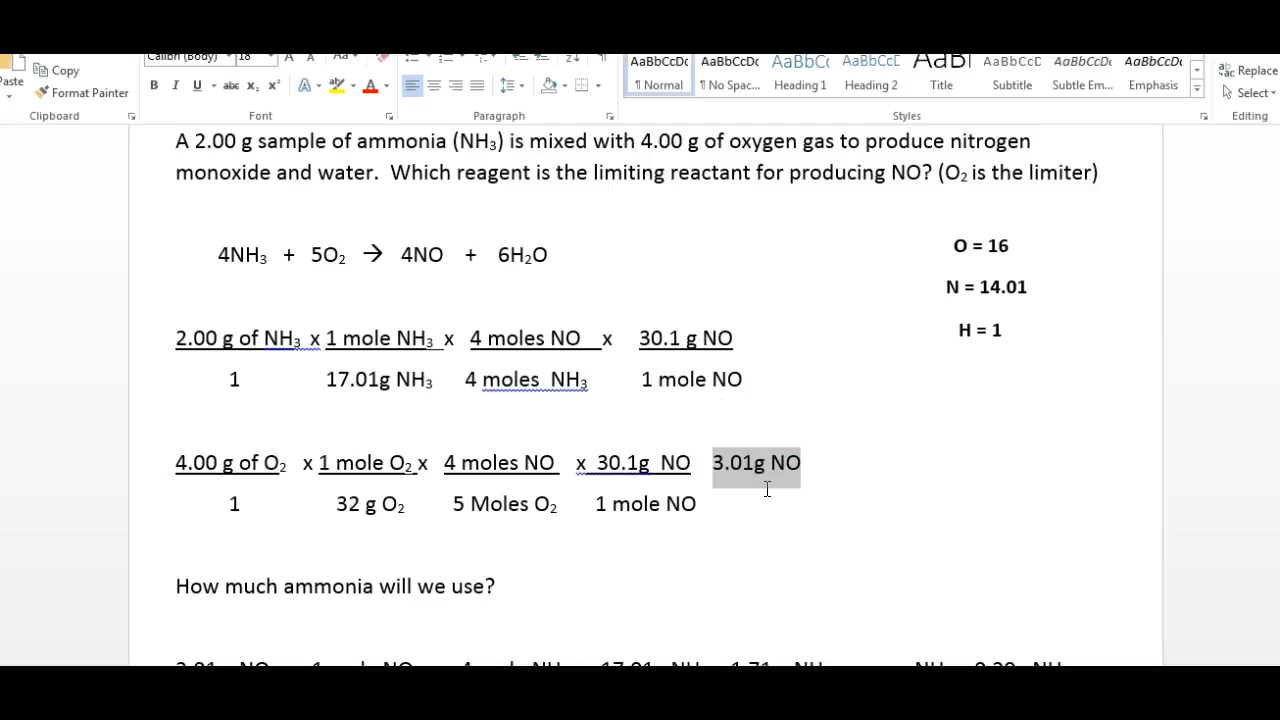 Calibri (Body) 18
Paste Copy AaBbCcDc AaBbCcDc AaBbCc AaBbCcC AaBl AaBbCcD AaBbCcDc AaBbCcDc Replace
Format Painter B I U abc x₂ x² A ab A ¶ Normal ¶ No Spac... Heading 1 Heading 2 Title Subtitle Subtle Em... Emphasis Select
Clipboard Font Paragraph Styles Editing
A 2.00 g sample of ammonia (NH₃) is mixed with 4.00 g of oxygen gas to produce nitrogen
monoxide and water. Which reagent is the limiting reactant for producing NO? (O₂ is the limiter)
4NH₃ + 5O₂ → 4NO + 6H₂O
O = 16
N = 14.01
H = 1
2.00 g of NH₃ x 1 mole NH₃ x 4 moles NO x 30.1 g NO
1 17.01g NH₃ 4 moles NH₃ 1 mole NO
4.00 g of O₂ x 1 mole O₂ x 4 moles NO x 30.1g NO 3.01g NO
1 32 g O₂ 5 Moles O₂ 1 mole NO
How much ammonia will we use?